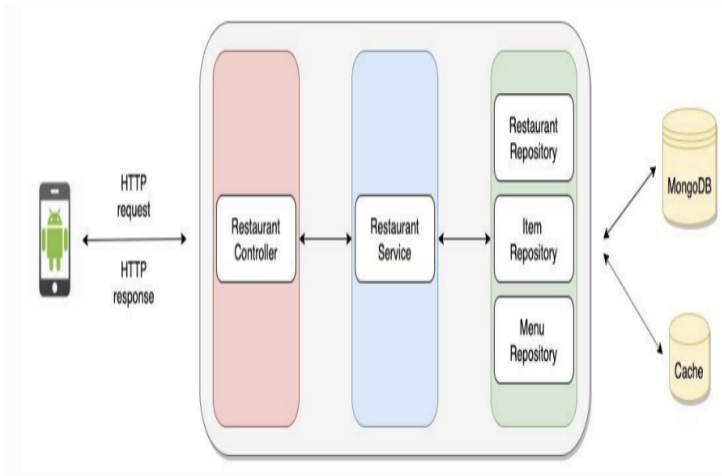 HTTP
request
HTTP
response
Restaurant
Controller
Restaurant
Service
Restaurant
Repository
Item
Repository
Menu
Repository
MongoDB
Cache